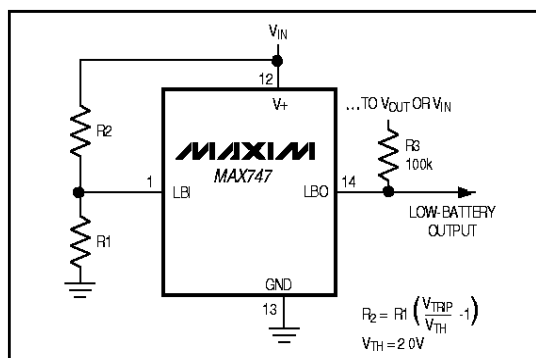 VIN
12
V+
...TO VOUT OR VIN
R2
R3
100k
MAXIM
MAX747
1
LBI
LBO
14
LOW-BATTERY
OUTPUT
R1
GND
13
R2 = R1 (VTRIP/VTH -1)
VTH = 2.0V